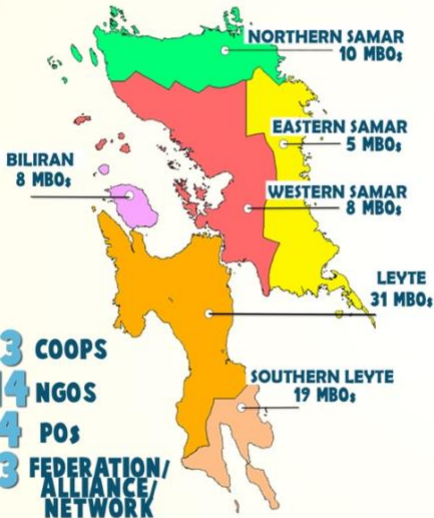 NORTHERN SAMAR
10 MBOs
EASTERN SAMAR
5 MBOs
BILIRAN
8 MBOs
WESTERN SAMAR
8 MBOs
LEYTE
31 MBOs
SOUTHERN LEYTE
19 MBOs
3 COOPS
14 NGOS
4 POs
3 FEDERATION/
ALLIANCE/
NETWORK